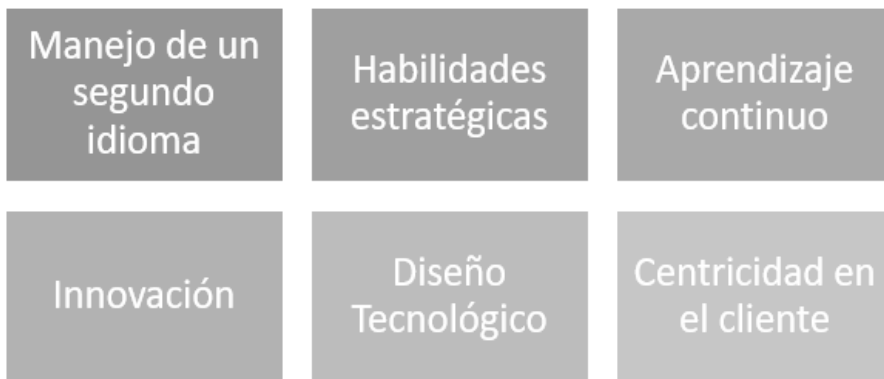 Manejo de un
segundo
idioma
Habilidades
estratégicas
Aprendizaje
continuo
Innovación
Diseño
Tecnológico
Centricidad en
el cliente